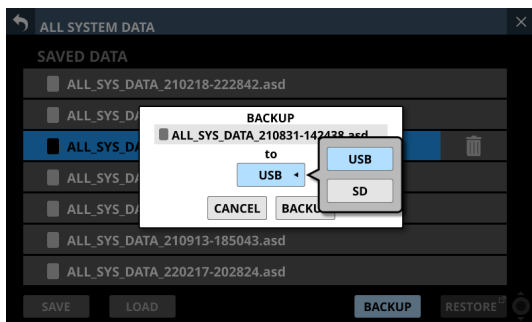 ALL SYSTEM DATA
SAVED DATA
ALL_SYS_DATA_210218-222842.asd
ALL_SYS_DA
ALL_SYS_DA
ALL_SYS_DA
ALL_SYS_DA
ALL_SYS_DATA_210913-185043.asd
ALL_SYS_DATA_220217-202824.asd
BACKUP
ALL_SYS_DATA_210831-142438.asd
to
USB
USB
SD
CANCEL BACKUP
SAVE LOAD BACKUP RESTORE